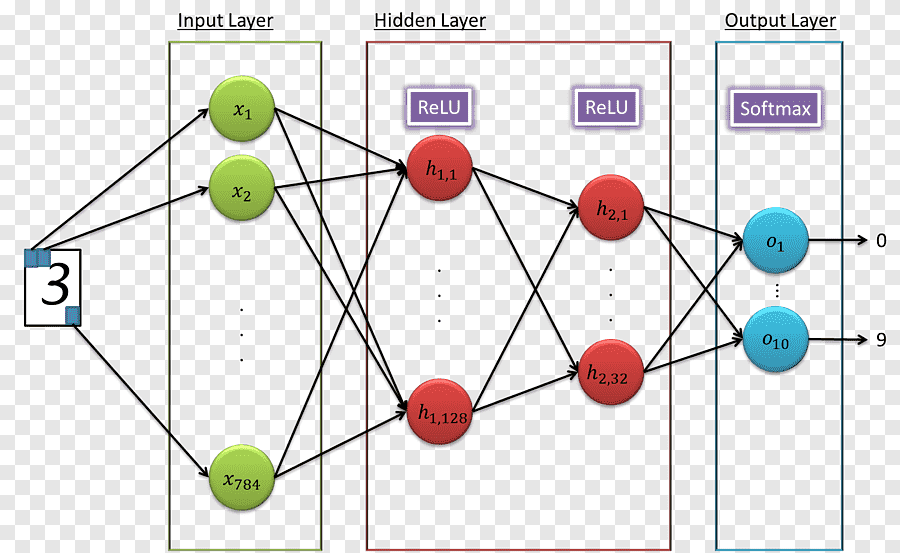 Input Layer
Hidden Layer
Output Layer
ReLU
ReLU
Softmax
x₁
x₂
x₇₈₄
h₁,₁
h₁,₁₂₈
h₂,₁
h₂,₃₂
o₁
o₁₀
0
9
3